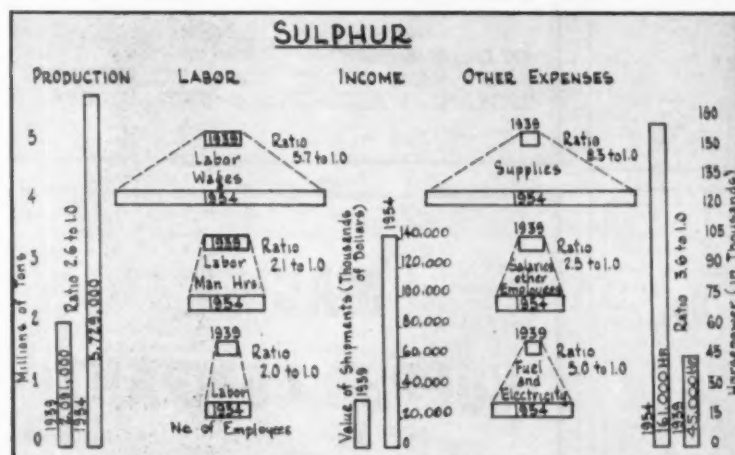 SULPHUR
PRODUCTION
LABOR
INCOME
OTHER EXPENSES
Millions of Tons
5
4
3
2
1
0
1939
2,091,000
Ratio 2.6 to 1.0
1954
5,729,000
1939
Labor
Wages
1954
Ratio
5.7 to 1.0
1939
Labor
Man Hrs.
1954
Ratio
2.1 to 1.0
1939
Labor
1954
No. of Employees
Ratio
2.0 to 1.0
Value of Shipments (Thousands
of Dollars)
1939
1954
140,000
120,000
100,000
80,000
60,000
40,000
20,000
0
1939
Supplies
1954
Ratio
8.3 to 1.0
1939
Salaries
other
Employees
1954
Ratio
2.5 to 1.0
1939
Fuel
and
Electricity
1954
Ratio
5.0 to 1.0
1954
161,000 HP
1939
45,000 HP
Ratio 3.6 to 1.0
Horsepower (in Thousands)
150
135
120
105
90
75
60
45
30
15
0